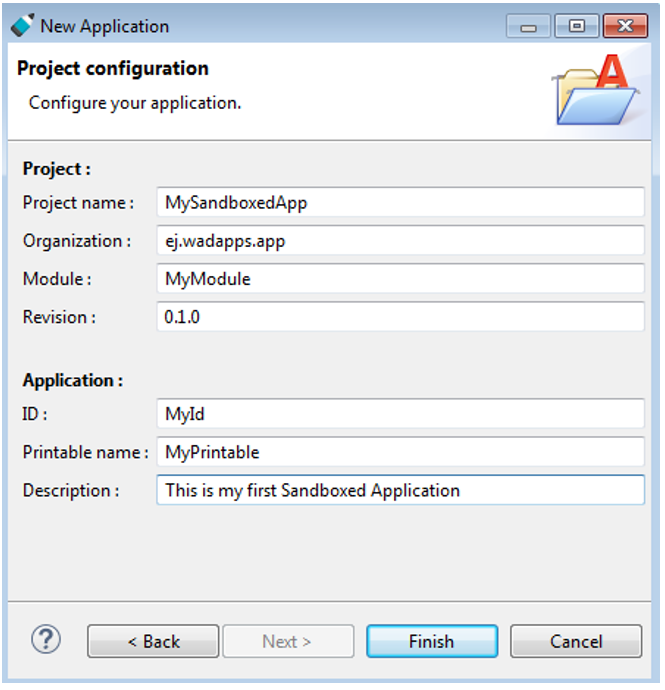 New Application
Project configuration
Configure your application.
A
Project :
Project name : MySandboxedApp
Organization : ej.wadapps.app
Module : MyModule
Revision : 0.1.0
Application :
ID : MyId
Printable name : MyPrintable
Description : This is my first Sandboxed Application
? < Back Next > Finish Cancel